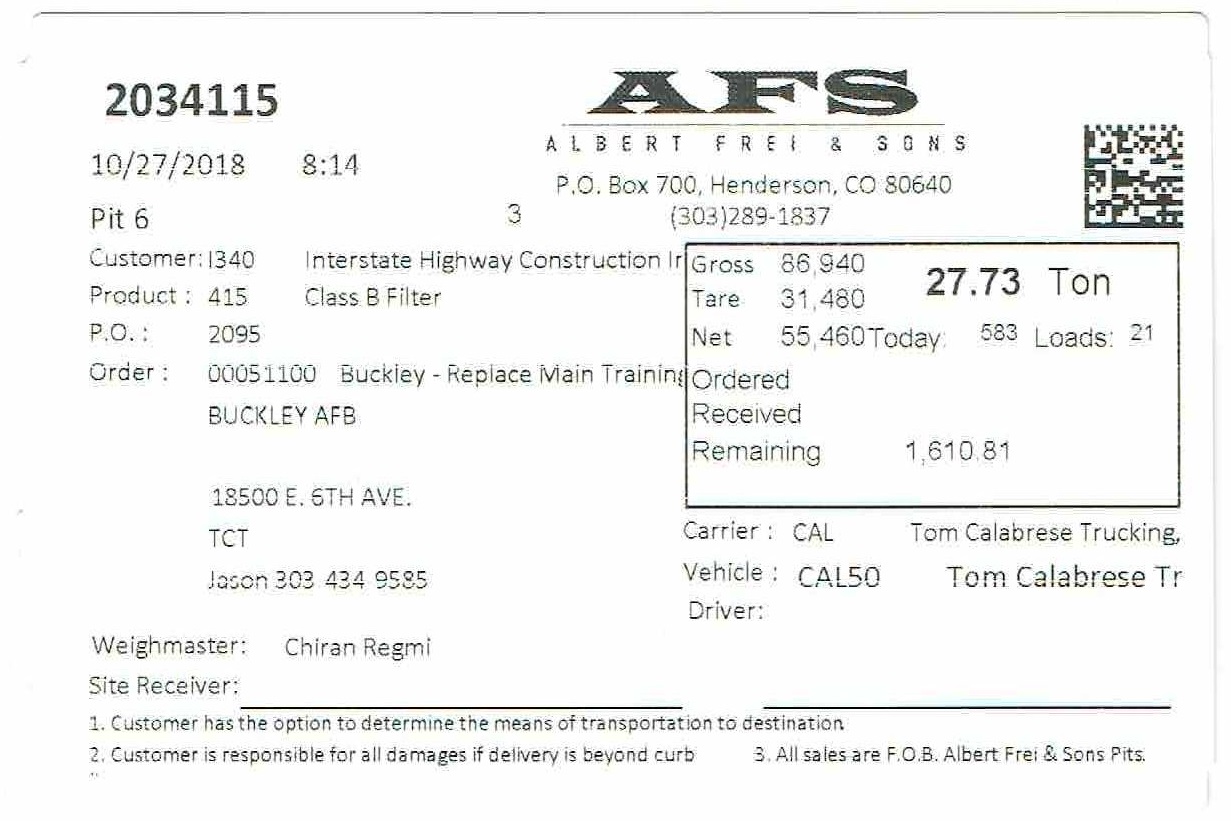 2034115
AFS
ALBERT FREI & SONS
10/27/2018 8:14
P.O. Box 700, Henderson, CO 80640
Pit 6 3 (303)289-1837
Customer: I340 Interstate Highway Construction Ir
Product : 415 Class B Filter
P.O. : 2095
Order : 00051100 Buckley - Replace Main Training
BUCKLEY AFB
18500 E. 6TH AVE.
TCT
Jason 303 434 9585
Gross 86,940 27.73 Ton
Tare 31,480
Net 55,460 Today: 583 Loads: 21
Ordered
Received
Remaining 1,610.81
Carrier : CAL Tom Calabrese Trucking,
Vehicle : CAL50 Tom Calabrese Tr
Driver:
Weighmaster: Chiran Regmi
Site Receiver:
1. Customer has the option to determine the means of transportation to destination
2. Customer is responsible for all damages if delivery is beyond curb 3. All sales are F.O.B. Albert Frei & Sons Pits.